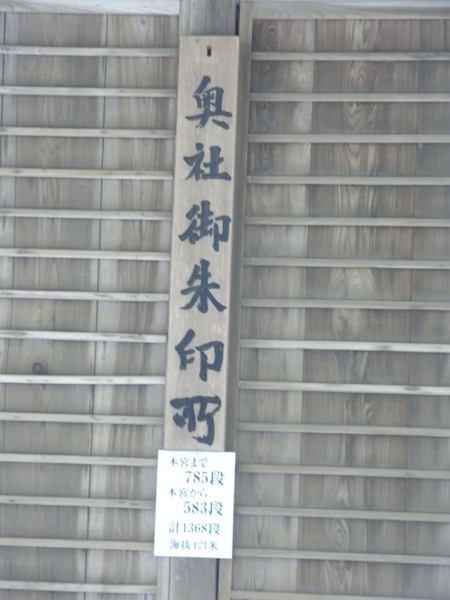 奥社御朱印所
本宮まで
785段
本宮から
583段
計1368段
海抜421米